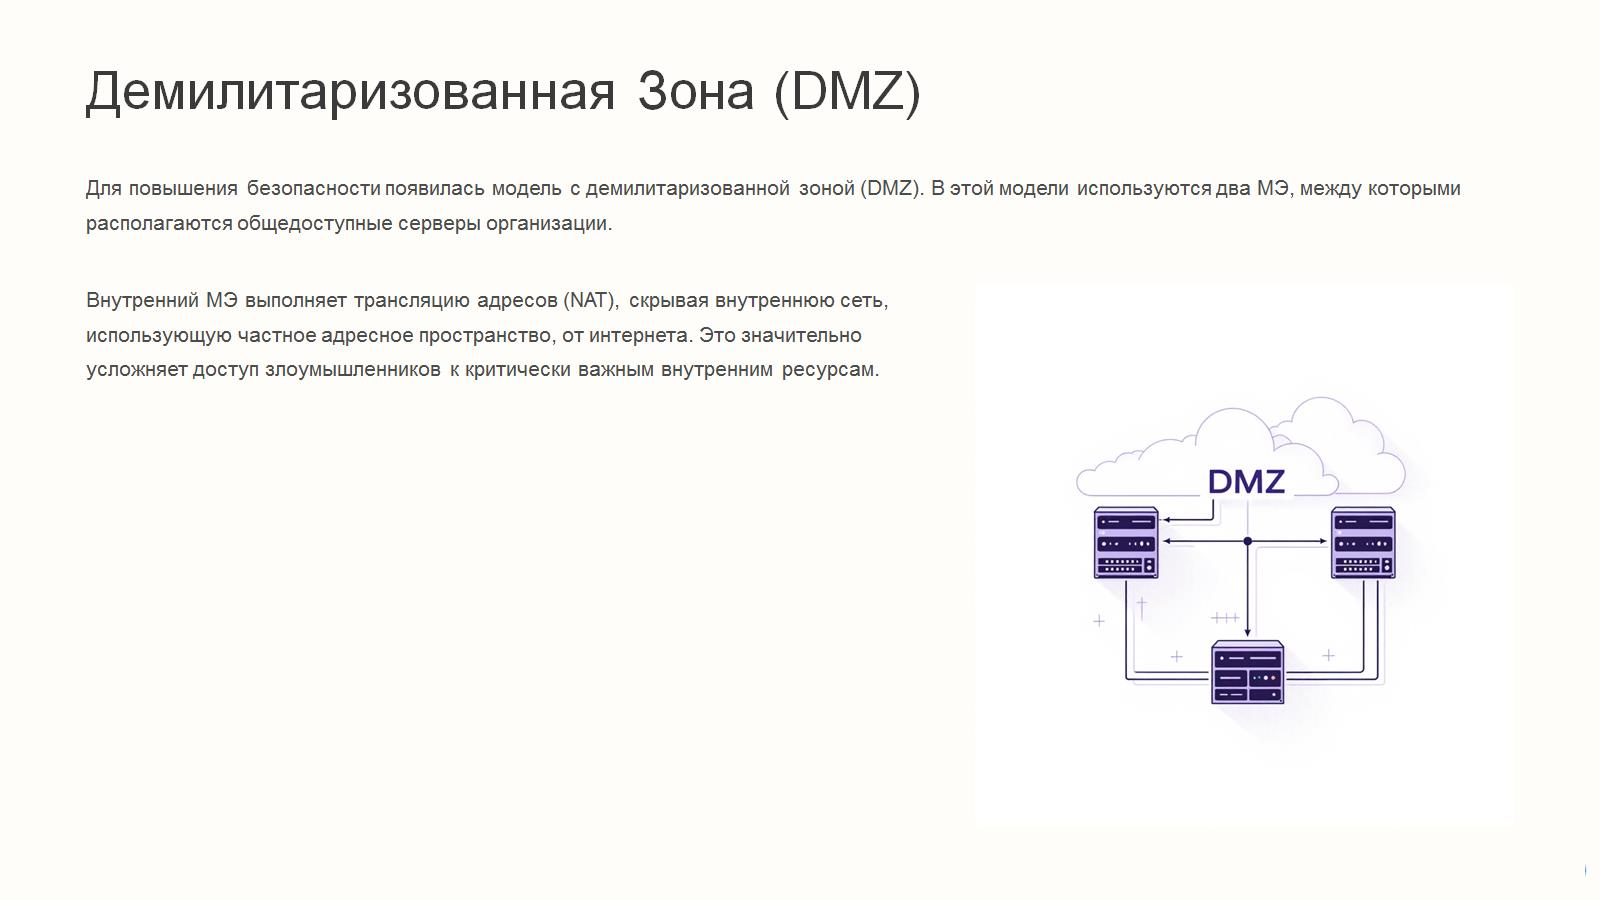 Демилитаризованная Зона (DMZ)
Для повышения безопасности появилась модель с демилитаризованной зоной (DMZ). В этой модели используются два МЭ, между которыми
располагаются общедоступные серверы организации.
Внутренний МЭ выполняет трансляцию адресов (NAT), скрывая внутреннюю сеть,
использующую частное адресное пространство, от интернета. Это значительно
усложняет доступ злоумышленников к критически важным внутренним ресурсам.
DMZ